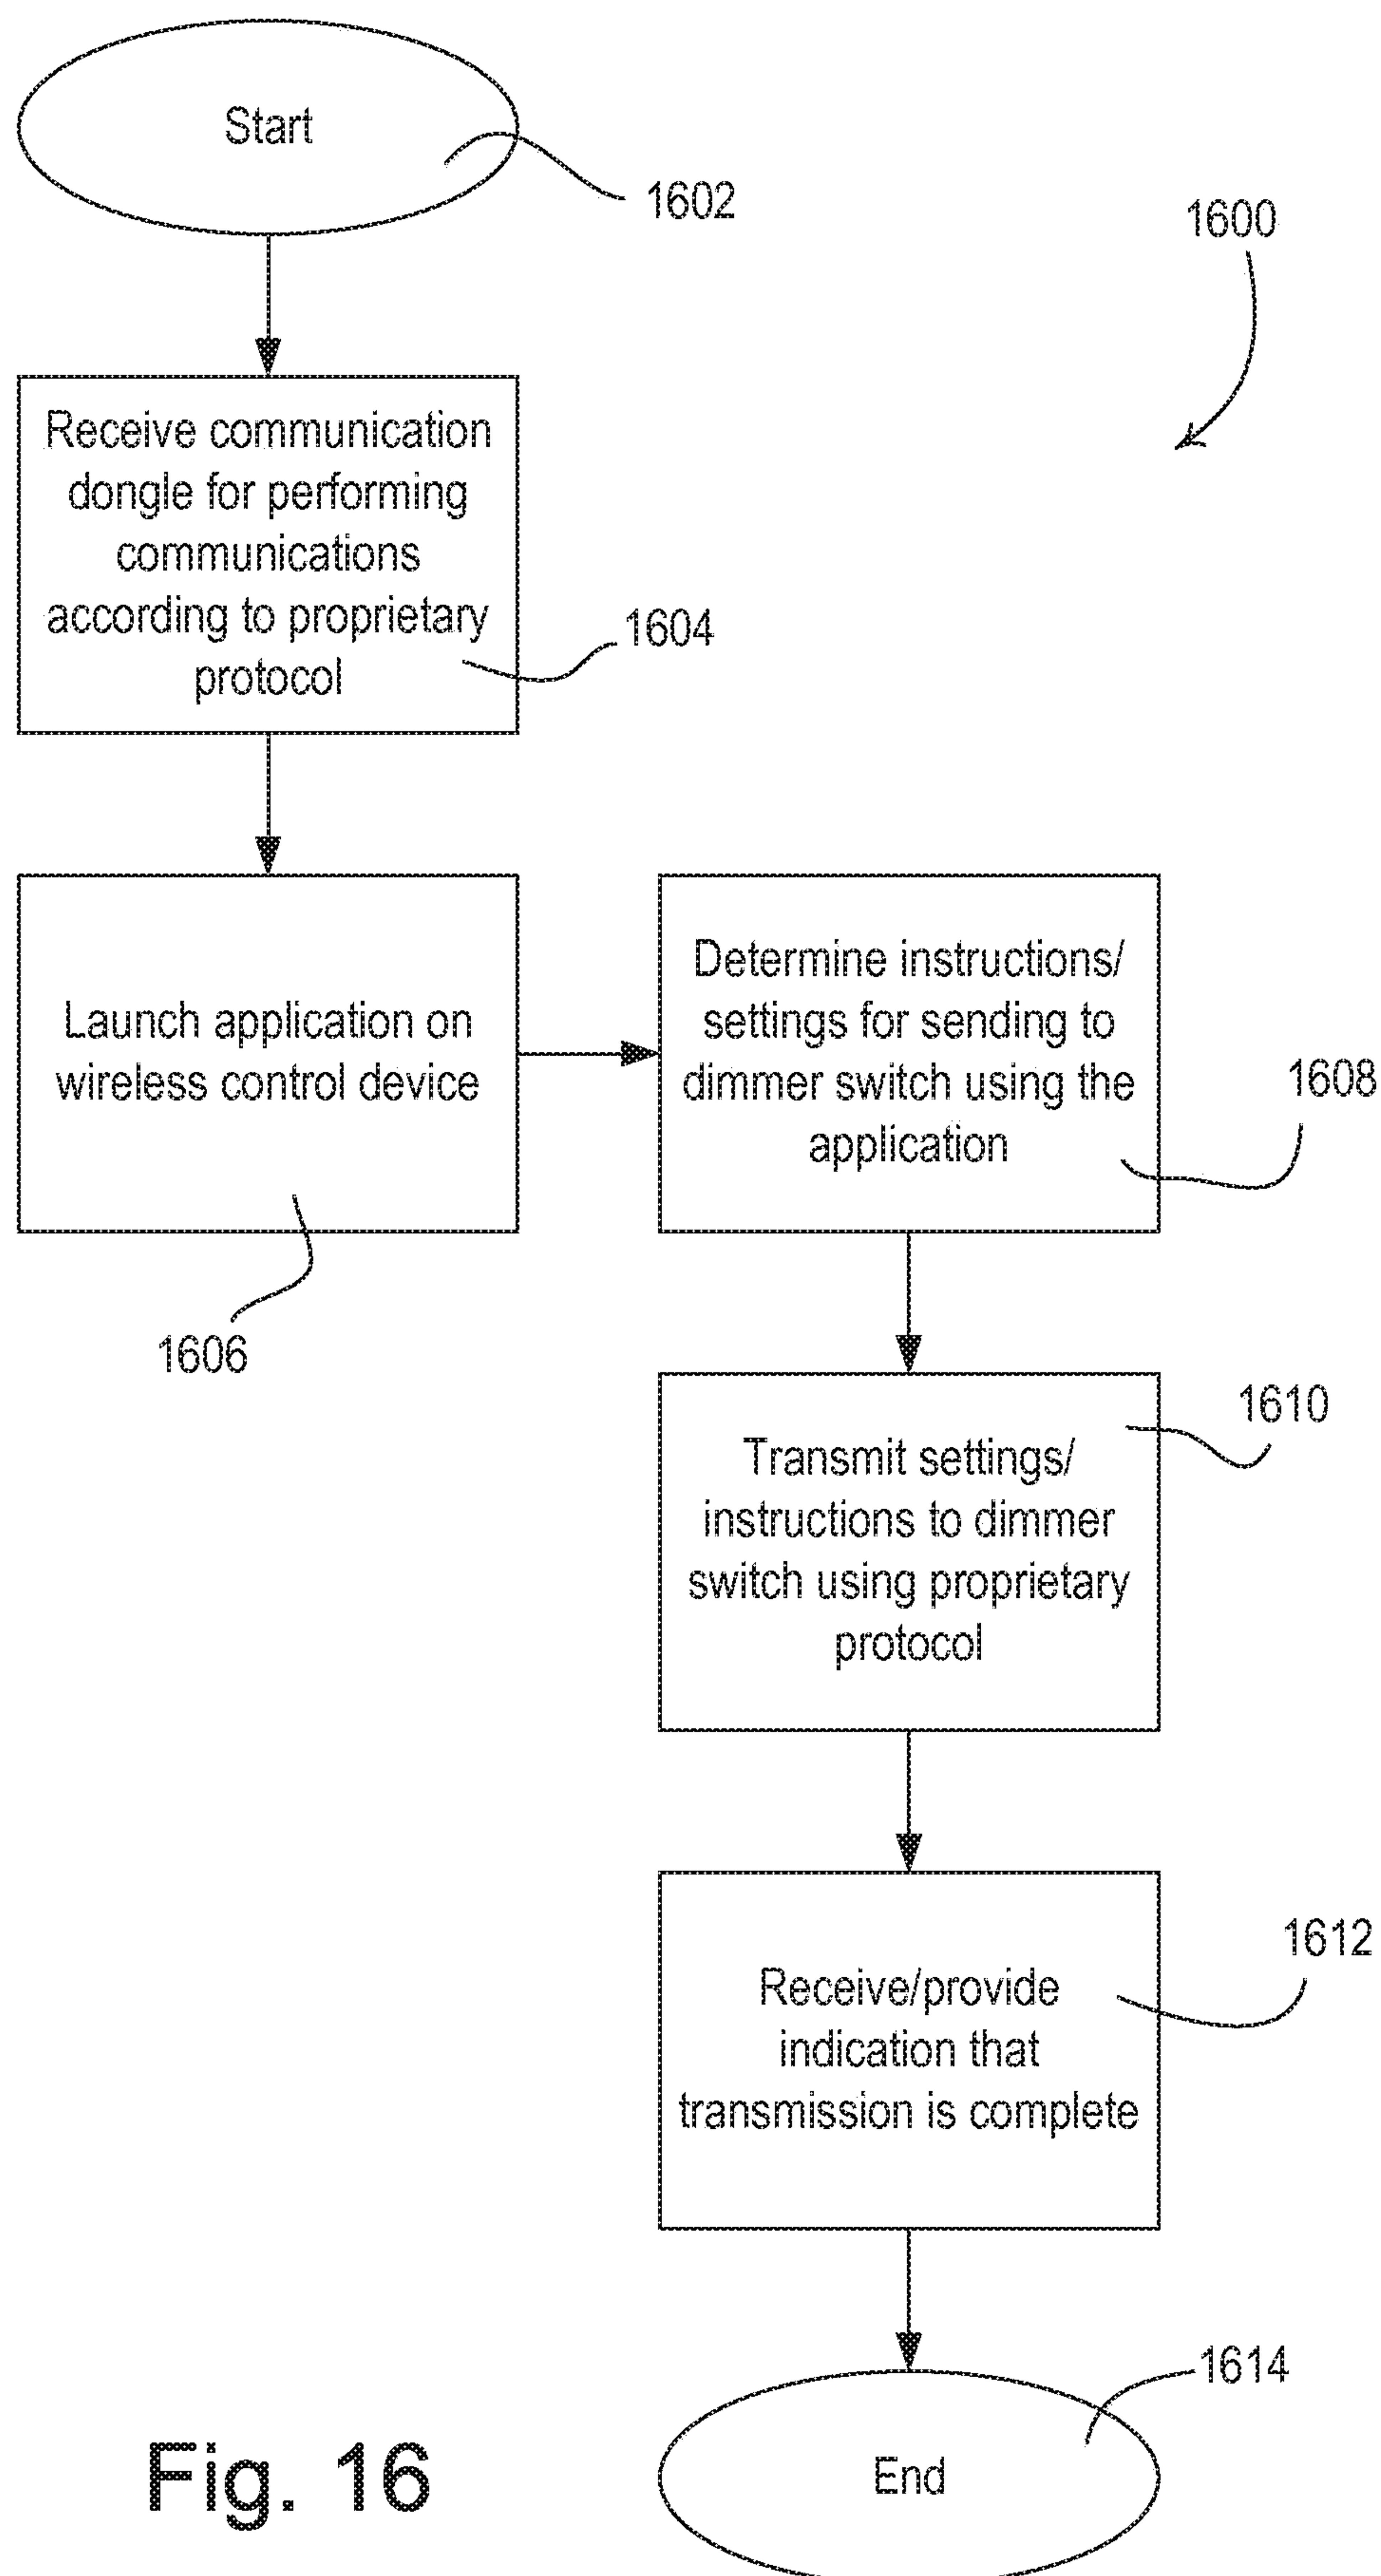 Start
1602
1600
Receive communication
dongle for performing
communications
according to proprietary
protocol
1604
Launch application on
wireless control device
1606
Determine instructions/
settings for sending to
dimmer switch using the
application
1608
Transmit settings/
instructions to dimmer
switch using proprietary
protocol
1610
Receive/provide
indication that
transmission is complete
1612
End
1614
Fig. 16